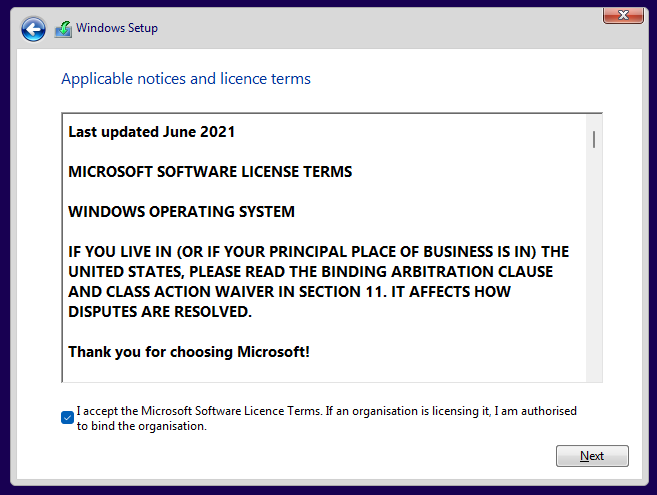 Windows Setup
Applicable notices and licence terms
Last updated June 2021
MICROSOFT SOFTWARE LICENSE TERMS
WINDOWS OPERATING SYSTEM
IF YOU LIVE IN (OR IF YOUR PRINCIPAL PLACE OF BUSINESS IS IN) THE
UNITED STATES, PLEASE READ THE BINDING ARBITRATION CLAUSE
AND CLASS ACTION WAIVER IN SECTION 11. IT AFFECTS HOW
DISPUTES ARE RESOLVED.
Thank you for choosing Microsoft!
I accept the Microsoft Software Licence Terms. If an organisation is licensing it, I am authorised
to bind the organisation.
Next